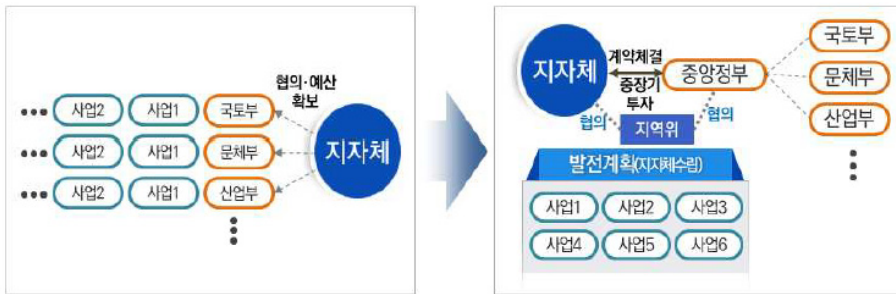 협의·예산
확보
••• 사업2 사업1 국토부
••• 사업2 사업1 문체부
••• 사업2 사업1 산업부
지자체
지자체
계약체결
중장기
투자
중앙정부
국토부
문체부
산업부
협의
지역위
협의
발전계획(지자체수립)
사업1 사업2 사업3
사업4 사업5 사업6